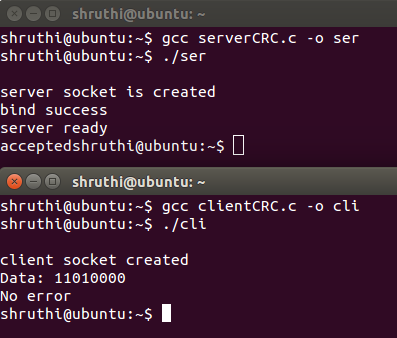 shruthi@ubuntu: ~
shruthi@ubuntu:~$ gcc serverCRC.c -o ser
shruthi@ubuntu:~$ ./ser
server socket is created
bind success
server ready
acceptedshruthi@ubuntu:~$
shruthi@ubuntu: ~
shruthi@ubuntu:~$ gcc clientCRC.c -o cli
shruthi@ubuntu:~$ ./cli
client socket created
Data: 11010000
No error
shruthi@ubuntu:~$